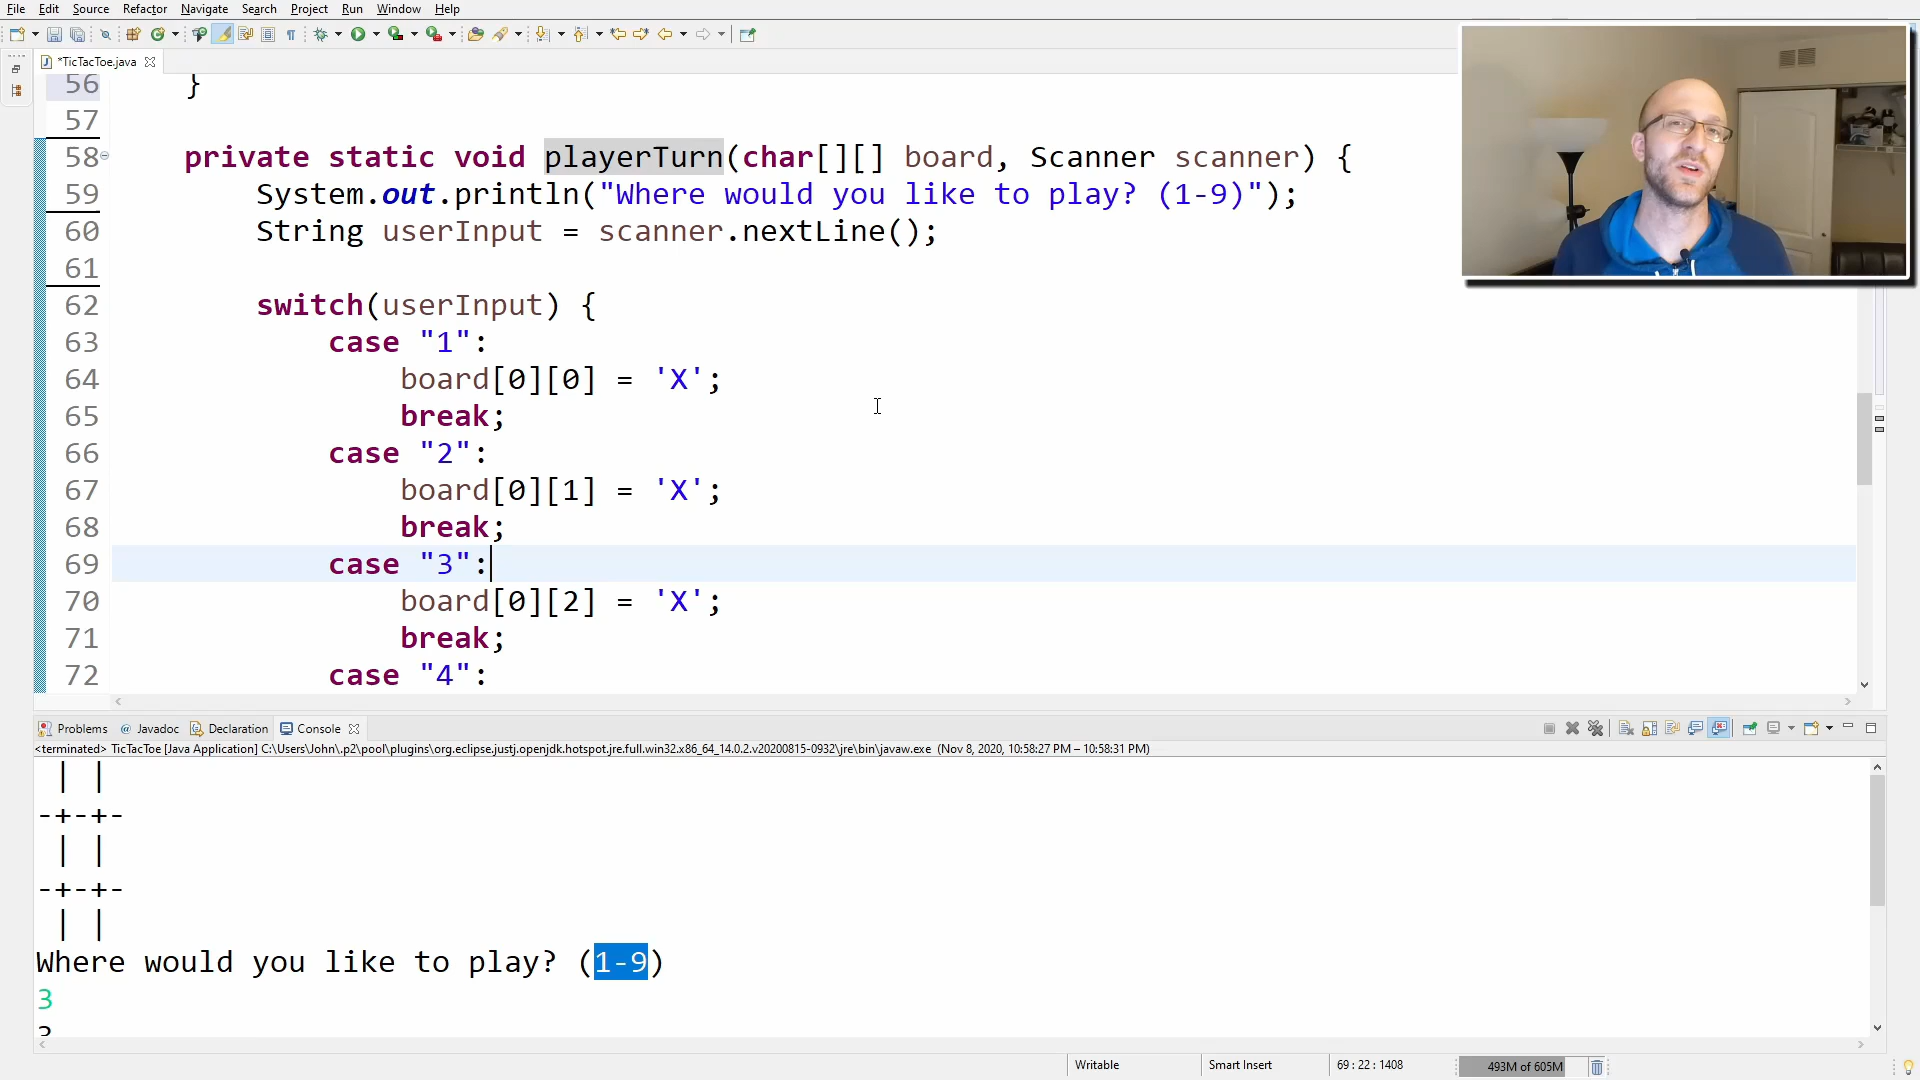 File Edit Source Refactor Navigate Search Project Run Window Help
*TicTacToe.java
56 }
57
58 private static void playerTurn(char[][] board, Scanner scanner) {
59 System.out.println("Where would you like to play? (1-9)");
60 String userInput = scanner.nextLine();
61
62 switch(userInput) {
63 case "1":
64 board[0][0] = 'X';
65 break;
66 case "2":
67 board[0][1] = 'X';
68 break;
69 case "3":
70 board[0][2] = 'X';
71 break;
72 case "4":
Problems @ Javadoc Declaration Console
<terminated> TicTacToe [Java Application] C:\Users\John\.p2\pool\plugins\org.eclipse.justj.openjdk.hotspot.jre.full.win32.x86_64_14.0.2.v20200815-0932\jre\bin\javaw.exe (Nov 8, 2020, 10:58:27 PM – 10:58:31 PM)
| |
-+-+-
| |
-+-+-
| |
Where would you like to play? (1-9)
3
3
Writable Smart Insert 69 : 22 : 1408 493M of 605M